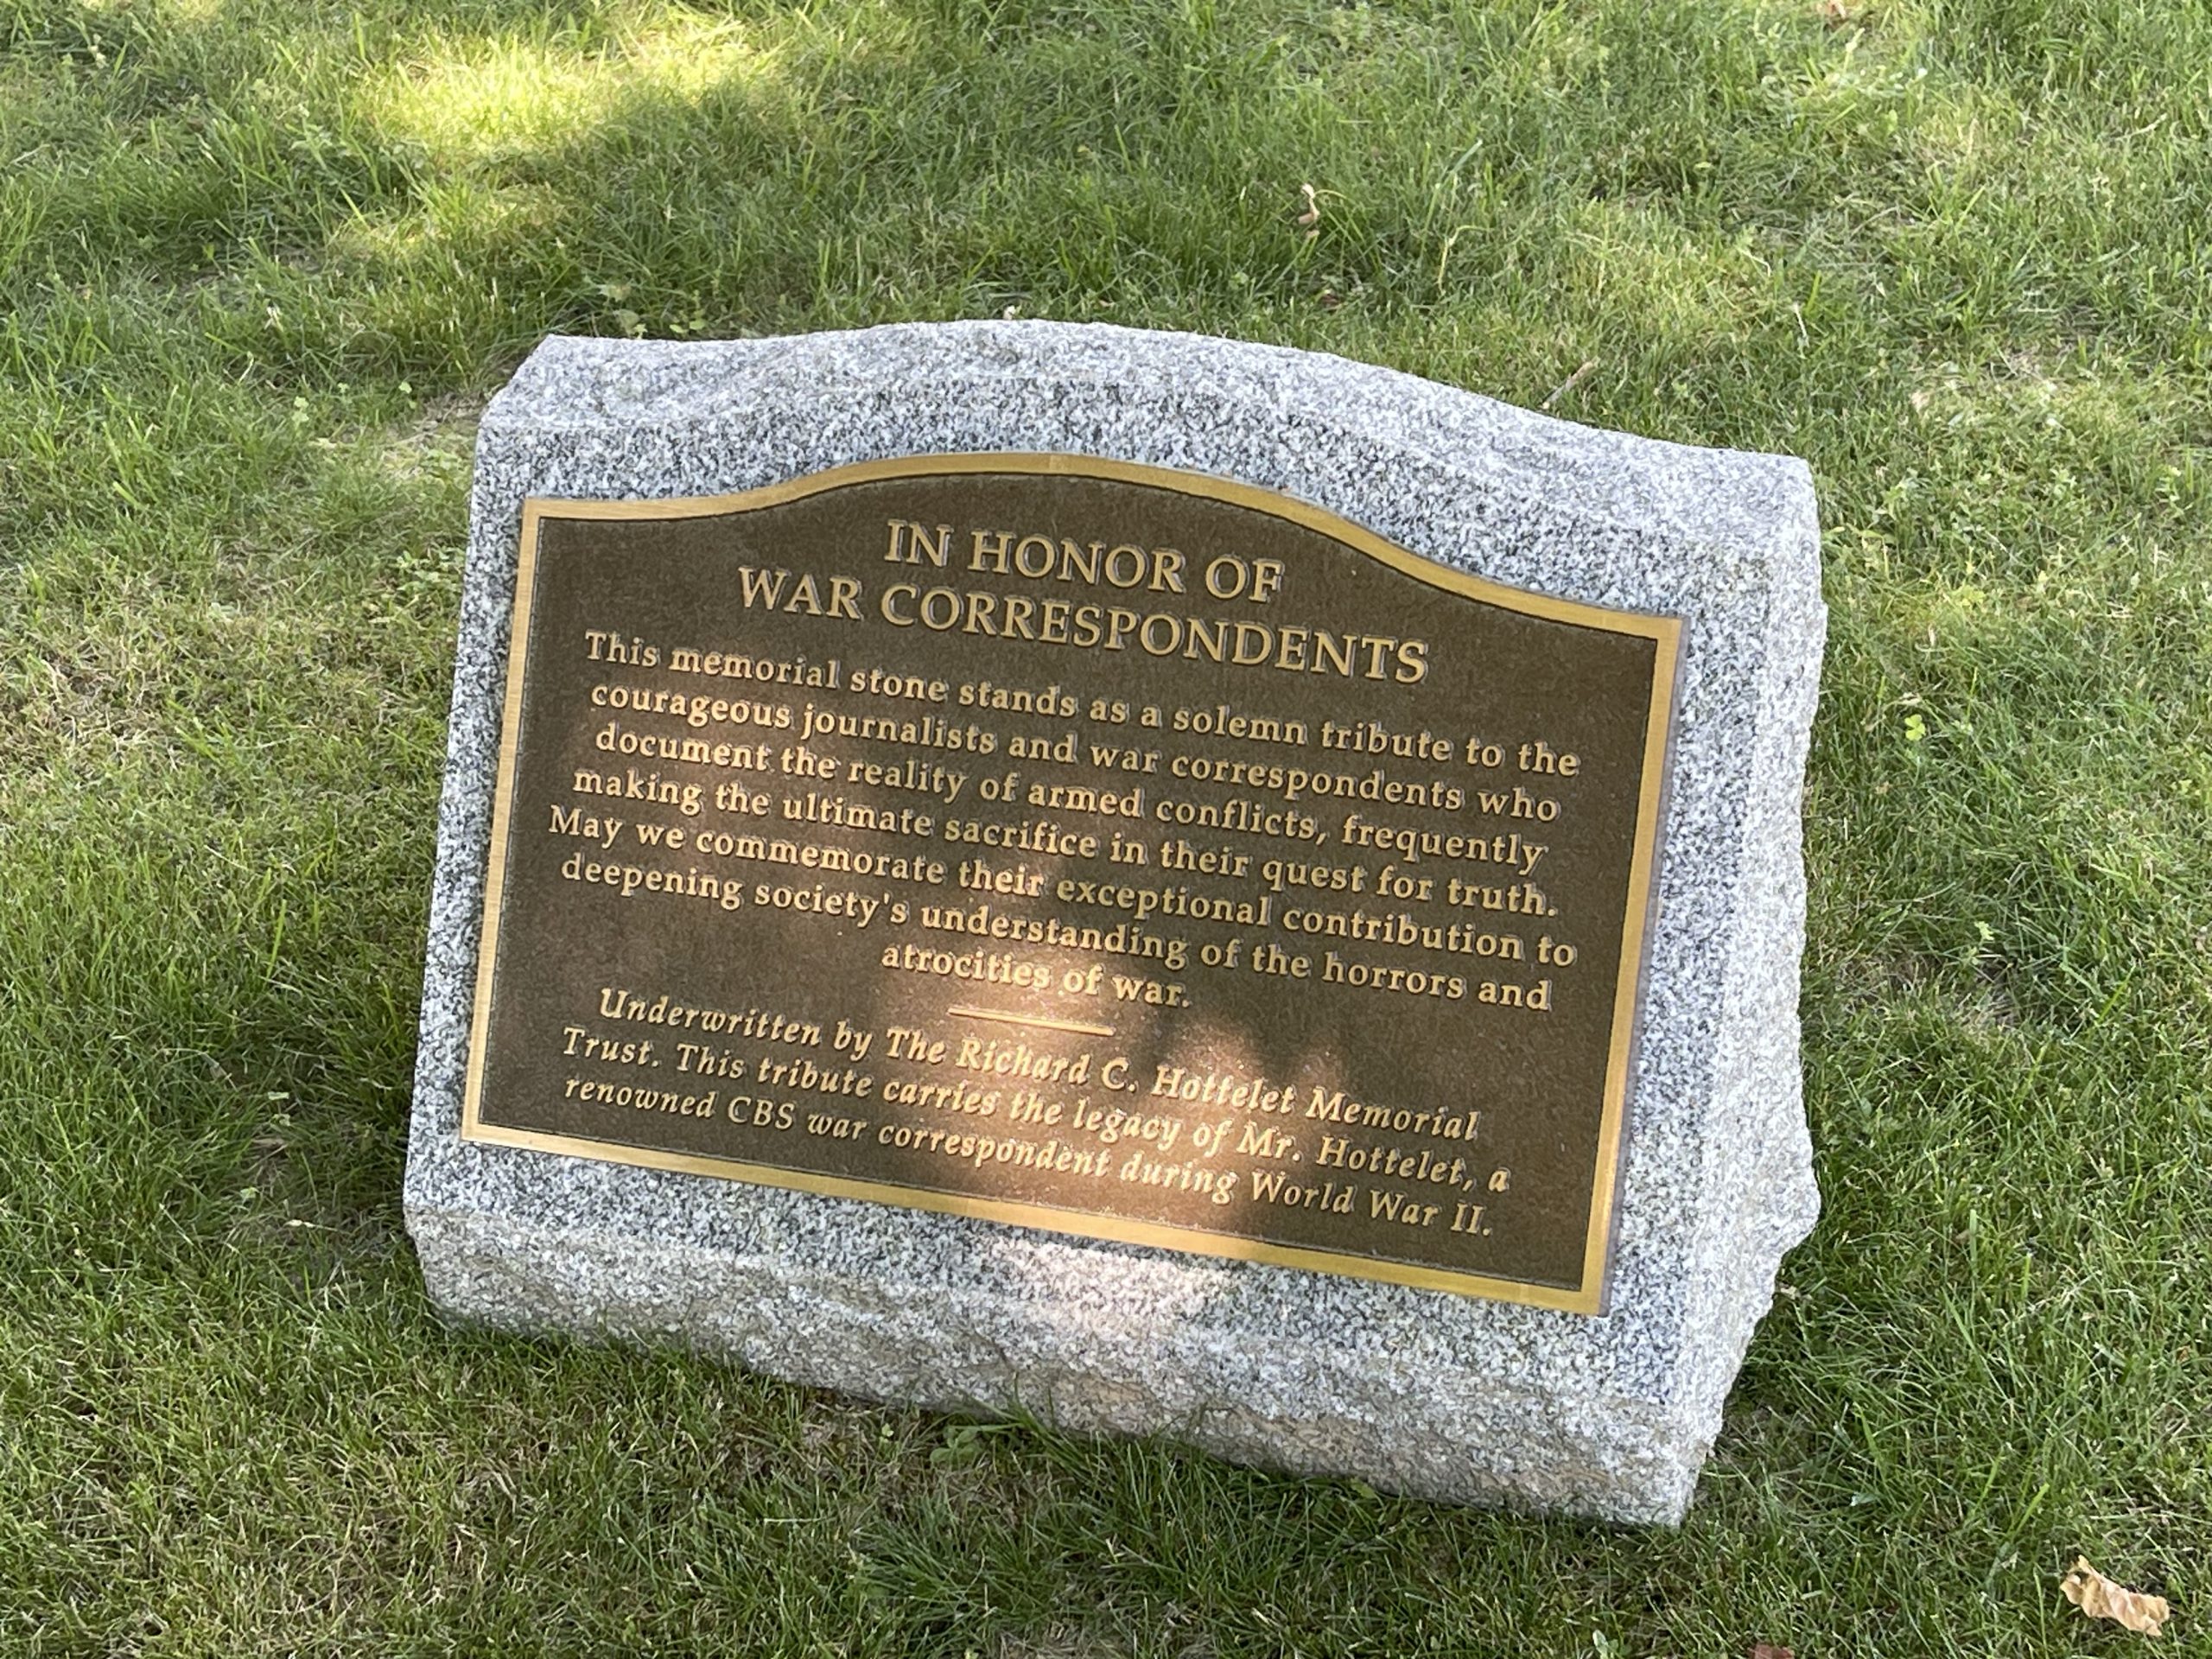 IN HONOR OF
WAR CORRESPONDENTS
This memorial stone stands as a solemn tribute to the
courageous journalists and war correspondents who
document the reality of armed conflicts, frequently
making the ultimate sacrifice in their quest for truth.
May we commemorate their exceptional contribution to
deepening society's understanding of the horrors and
atrocities of war.
Underwritten by The Richard C. Hottelet Memorial
Trust. This tribute carries the legacy of Mr. Hottelet, a
renowned CBS war correspondent during World War II.